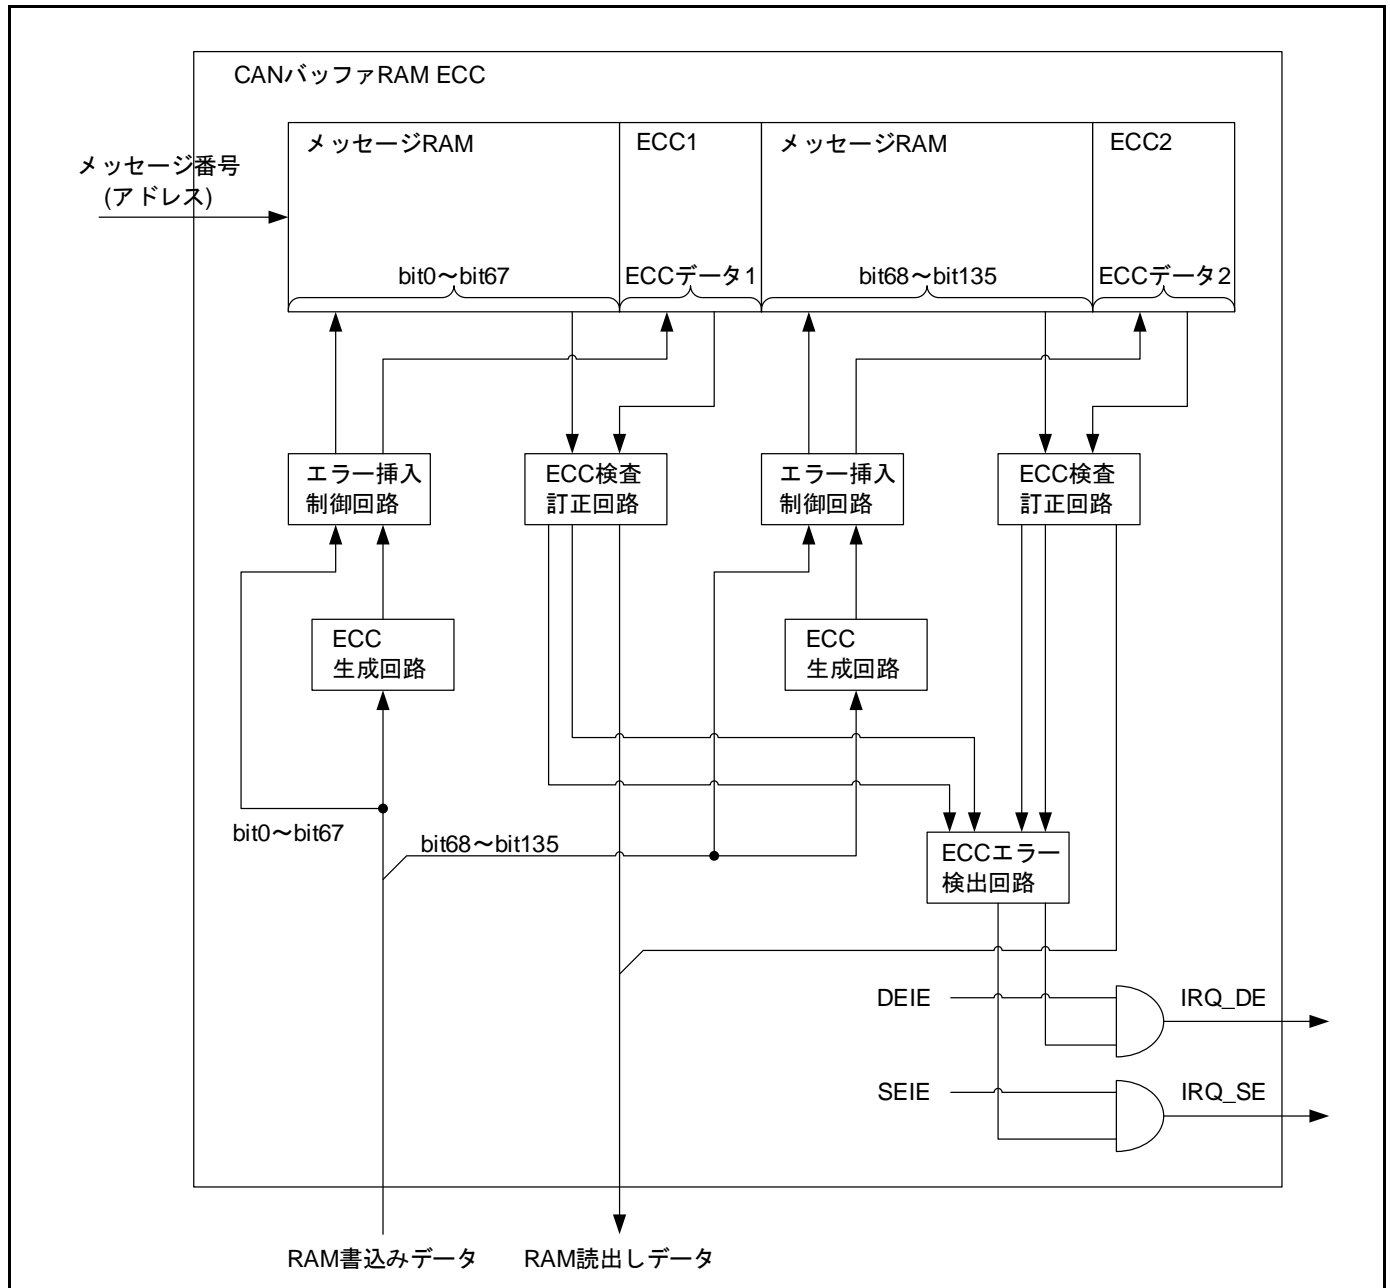 CANバッファRAM ECC
メッセージRAM
ECC1
メッセージRAM
ECC2
メッセージ番号
(アドレス)
bit0～bit67
ECCデータ1
bit68～bit135
ECCデータ2
エラー挿入
制御回路
ECC検査
訂正回路
エラー挿入
制御回路
ECC検査
訂正回路
ECC
生成回路
ECC
生成回路
bit0～bit67
bit68～bit135
ECCエラー
検出回路
DEIE
IRQ_DE
SEIE
IRQ_SE
RAM書込みデータ
RAM読出しデータ